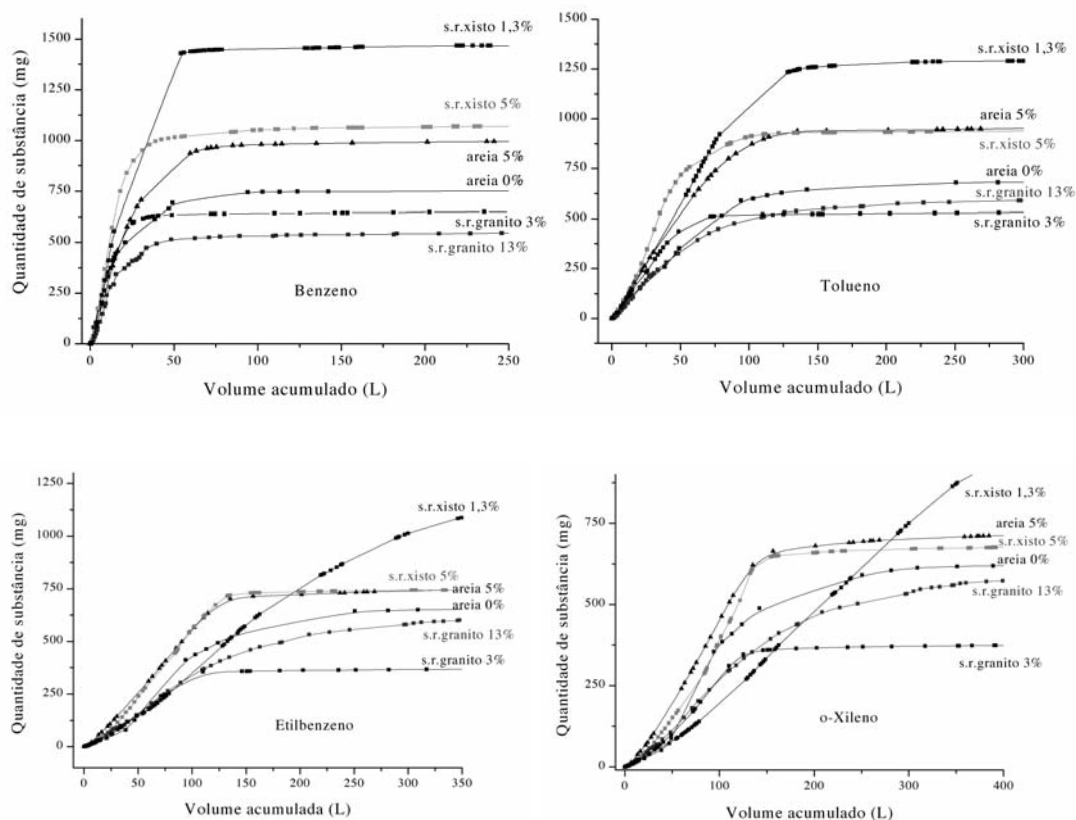 Quantidade de substância (mg)
1500
1250
1000
750
500
250
0
s.r.xisto 1,3%
s.r.xisto 5%
areia 5%
areia 0%
s.r.granito 3%
s.r.granito 13%
Benzeno
0 50 100 150 200 250
Volume acumulado (L)
Quantidade de substância (mg)
1500
1250
1000
750
500
250
0
s.r.xisto 1,3%
areia 5%
s.r.xisto 5%
areia 0%
s.r.granito 13%
s.r.granito 3%
Tolueno
0 50 100 150 200 250 300
Volume acumulado (L)
Quantidade de substância (mg)
1250
1000
750
500
250
0
s.r.xisto 1,3%
s.r.xisto 5%
areia 5%
areia 0%
s.r.granito 13%
s.r.granito 3%
Etilbenzeno
0 50 100 150 200 250 300 350
Volume acumulada (L)
Quantidade de substância (mg)
750
500
250
0
s.r.xisto 1,3%
areia 5%
s.r.xisto 5%
areia 0%
s.r.granito 13%
s.r.granito 3%
o-Xileno
0 100 200 300 400
Volume acumulado (L)